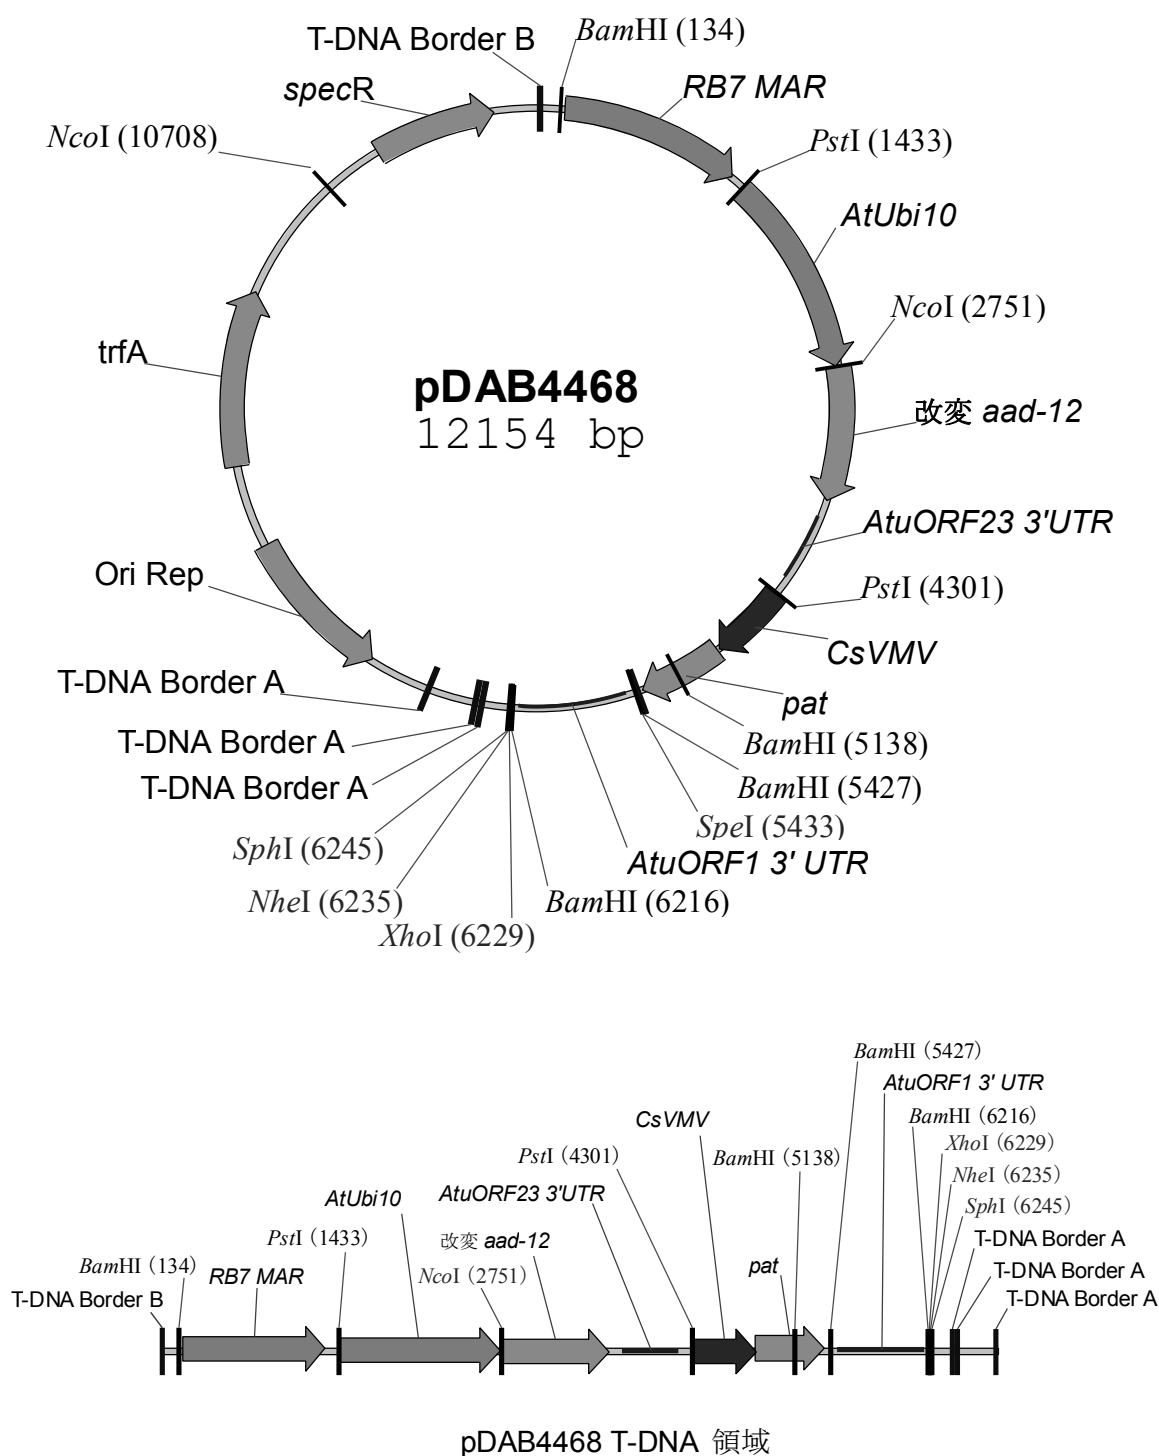 T-DNA Border B
BamHI (134)
specR
RB7 MAR
NcoI (10708)
PstI (1433)
AtUbi10
NcoI (2751)
trfA
pDAB4468
12154 bp
改変 aad-12
AtuORF23 3'UTR
Ori Rep
PstI (4301)
CsVMV
T-DNA Border A
pat
T-DNA Border A
BamHI (5138)
T-DNA Border A
BamHI (5427)
SpeI (5433)
SphI (6245)
AtuORF1 3' UTR
NheI (6235)
BamHI (6216)
XhoI (6229)
BamHI (5427)
AtuORF1 3' UTR
CsVMV
BamHI (6216)
XhoI (6229)
PstI (4301)
BamHI (5138)
NheI (6235)
AtUbi10
AtuORF23 3'UTR
SphI (6245)
PstI (1433)
改変 aad-12
T-DNA Border A
BamHI (134)
RB7 MAR
NcoI (2751)
pat
T-DNA Border A
T-DNA Border B
T-DNA Border A
pDAB4468 T-DNA 領域